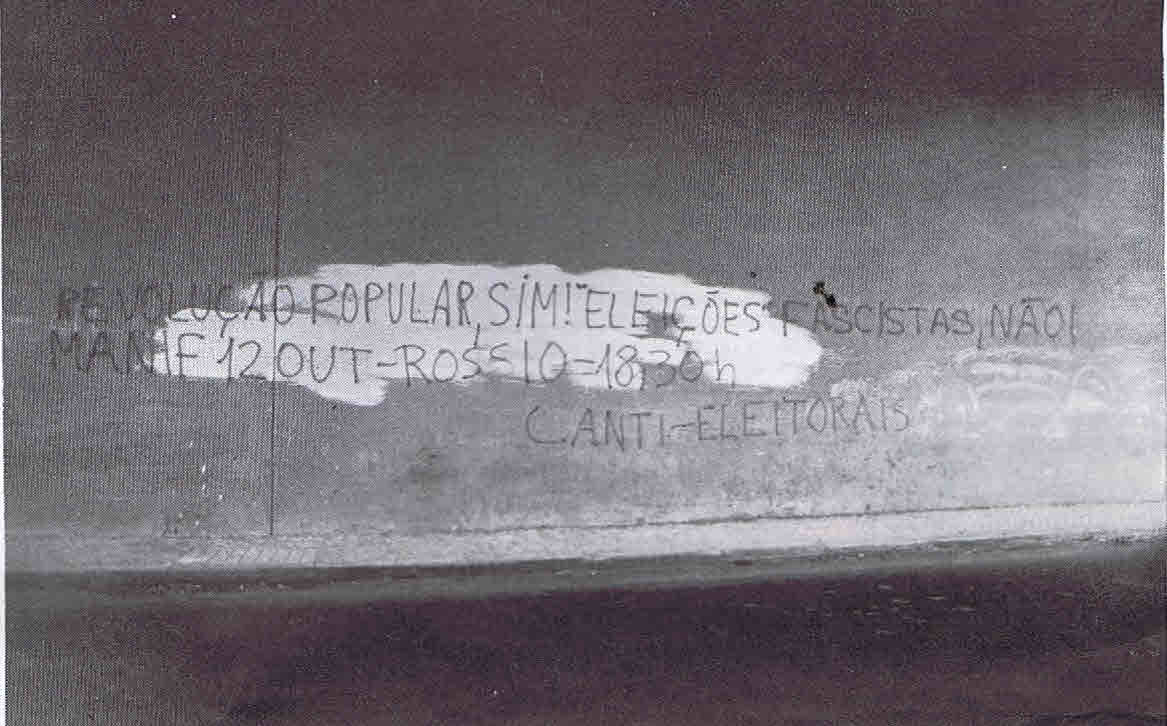 REVOLUÇÃO POPULAR, SIM! ELEIÇÕES FASCISTAS, NÃO!
MANIF 12 OUT-ROSSIO-18,30h
C. ANTI-ELEITORAIS